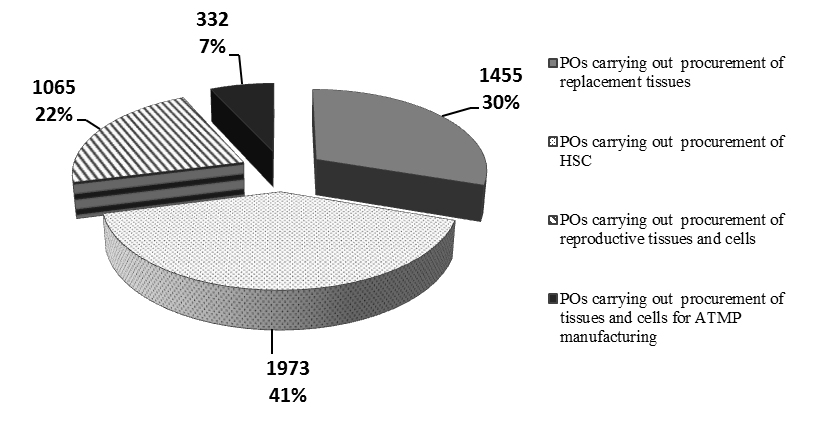 332
7%
1065
22%
1455
30%
1973
41%
POs carrying out procurement of
replacement tissues
POs carrying out procurement of
HSC
POs carrying out procurement of
reproductive tissues and cells
POs carrying out procurement of
tissues and cells for ATMP
manufacturing